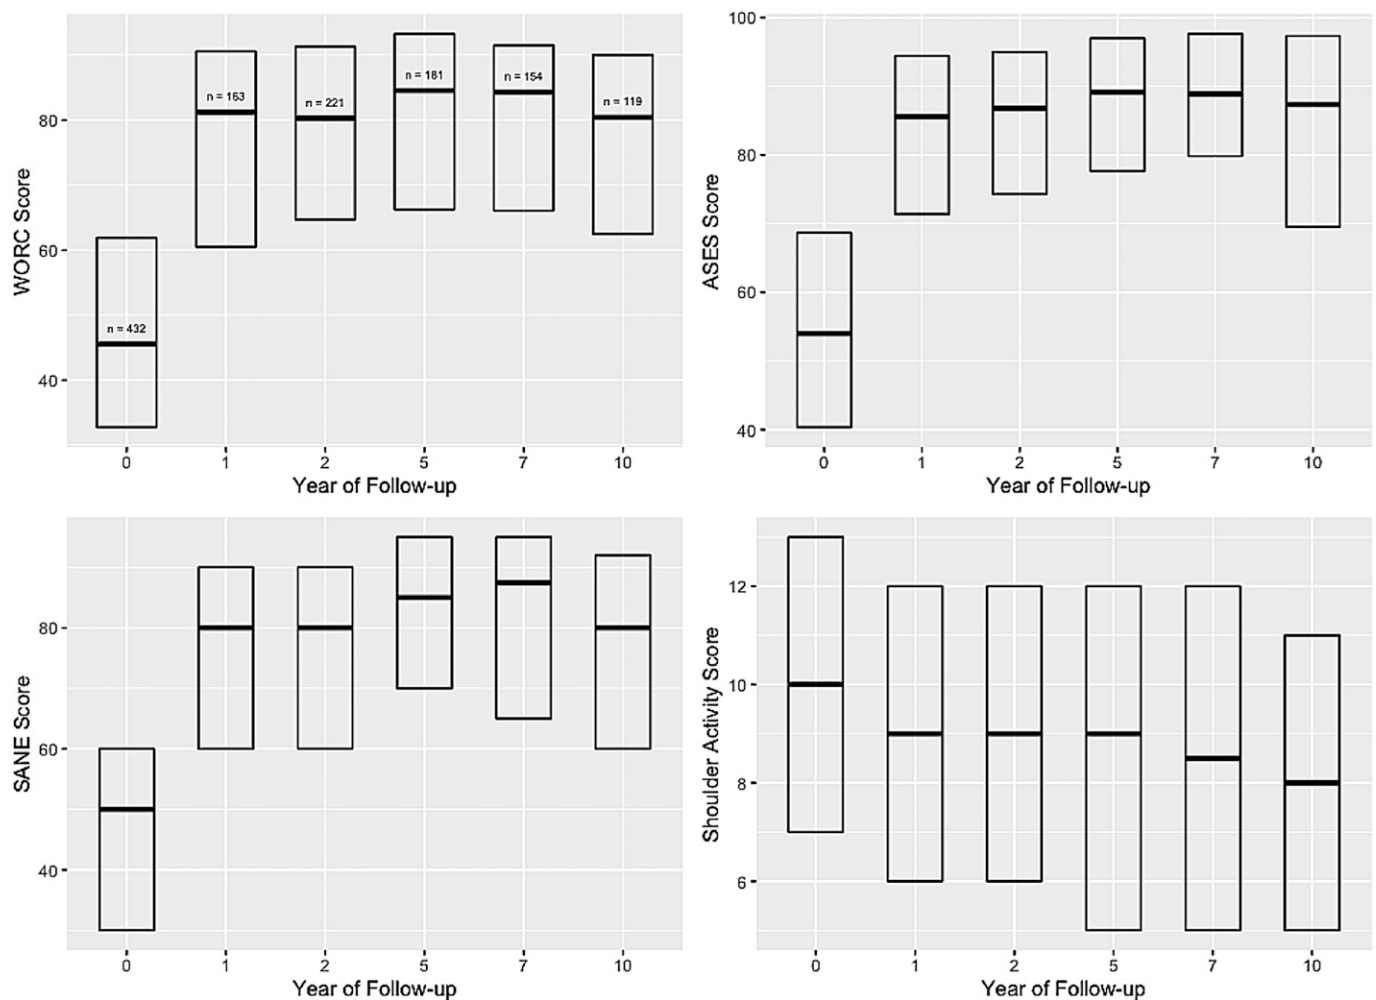 WORC Score
80
60
40
n = 432
n = 163
n = 221
n = 181
n = 154
n = 119
0 1 2 5 7 10
Year of Follow-up
ASES Score
100
80
60
40
0 1 2 5 7 10
Year of Follow-up
SANE Score
80
60
40
0 1 2 5 7 10
Year of Follow-up
Shoulder Activity Score
12
10
8
6
0 1 2 5 7 10
Year of Follow-up